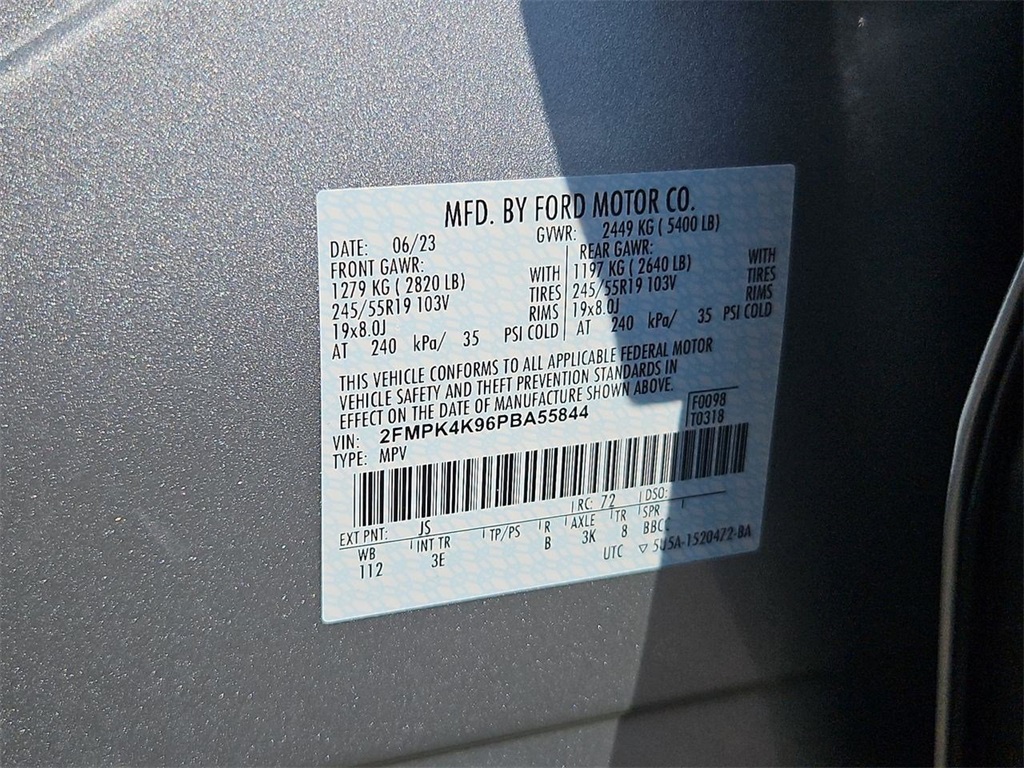 MFD. BY FORD MOTOR CO.
DATE: 06/23 GVWR: 2449 KG ( 5400 LB)
FRONT GAWR: REAR GAWR:
1279 KG ( 2820 LB) WITH 1197 KG ( 2640 LB) WITH
245/55R19 103V TIRES 245/55R19 103V TIRES
19x8.0J RIMS 19x8.0J RIMS
AT 240 kPa/ 35 PSI COLD AT 240 kPa/ 35 PSI COLD
THIS VEHICLE CONFORMS TO ALL APPLICABLE FEDERAL MOTOR
VEHICLE SAFETY AND THEFT PREVENTION STANDARDS IN
EFFECT ON THE DATE OF MANUFACTURE SHOWN ABOVE.
VIN: 2FMPK4K96PBA55844 F0098
TYPE: MPV T0318
EXT PNT: JS RC: 72 DSO:
WB INT TR TP/PS R AXLE TR SPR
112 3E B 3K 8 BBCC
UTC ▽ 5U5A-1520472-BA